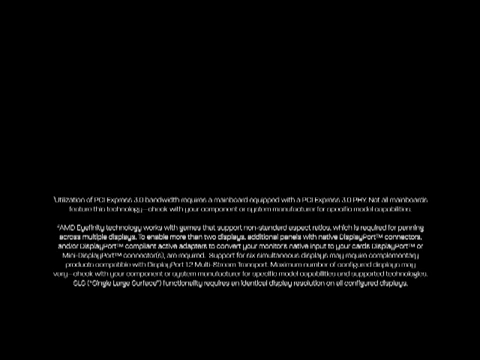 ¹Utilization of PCI Express 3.0 bandwidth requires a mainboard equipped with a PCI Express 3.0 PHY. Not all mainboards
feature this technology–check with your component or system manufacturer for specific model capabilities.
²AMD Eyefinity technology works with games that support non-standard aspect ratios, which is required for panning
across multiple displays. To enable more than two displays, additional panels with native DisplayPort™ connectors,
and/or DisplayPort™ compliant active adapters to convert your monitor's native input to your cards DisplayPort™ or
Mini-DisplayPort™ connector(s), are required. Support for six simultaneous displays may require complementary
products compatible with DisplayPort 1.2 Multi-Stream Transport. Maximum number of configured displays may
vary–check with your component or system manufacturer for specific model capabilities and supported technologies.
SLS ("Single Large Surface") functionality requires an identical display resolution on all configured displays.